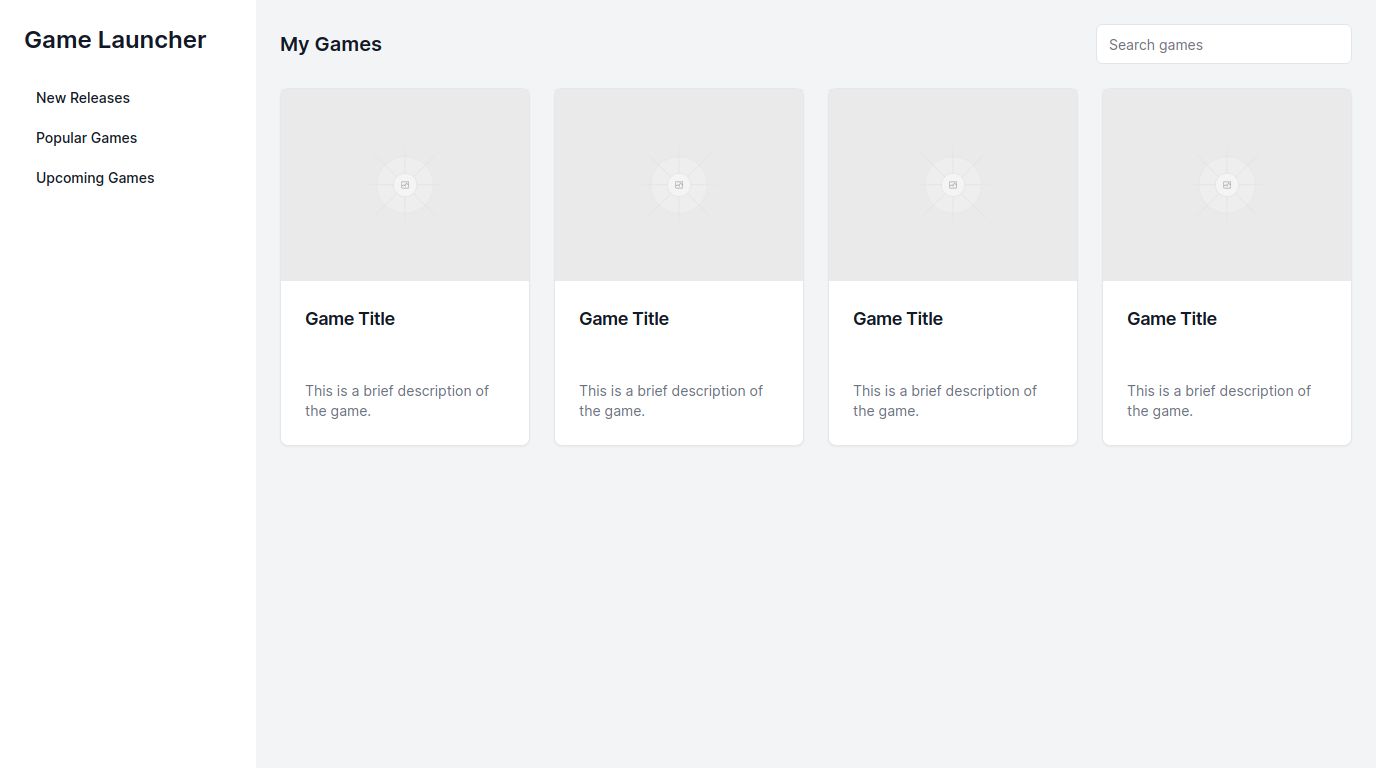 Game Launcher
New Releases
Popular Games
Upcoming Games
My Games
Search games
Game Title
This is a brief description of
the game.
Game Title
This is a brief description of
the game.
Game Title
This is a brief description of
the game.
Game Title
This is a brief description of
the game.